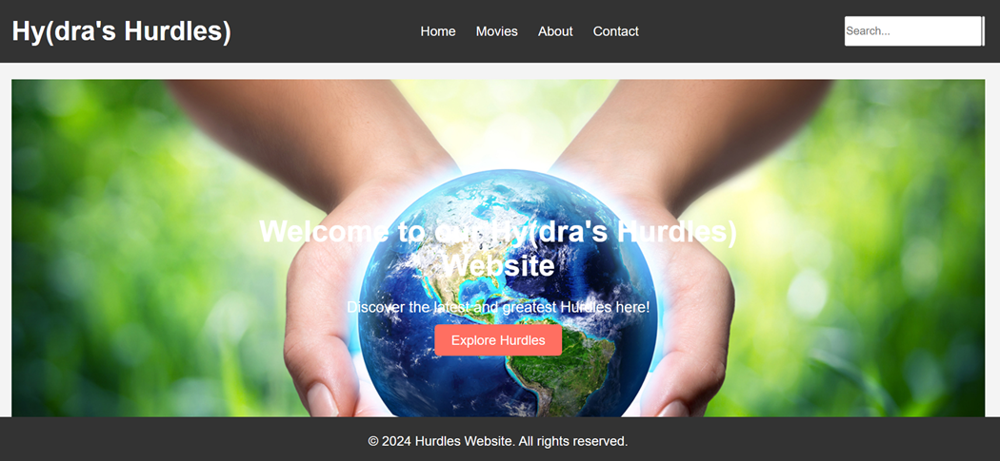 Hy(dra's Hurdles)
Home Movies About Contact
Search...
Welcome to our Hy(dra's Hurdles)
Website
Discover the latest and greatest Hurdles here!
Explore Hurdles
© 2024 Hurdles Website. All rights reserved.